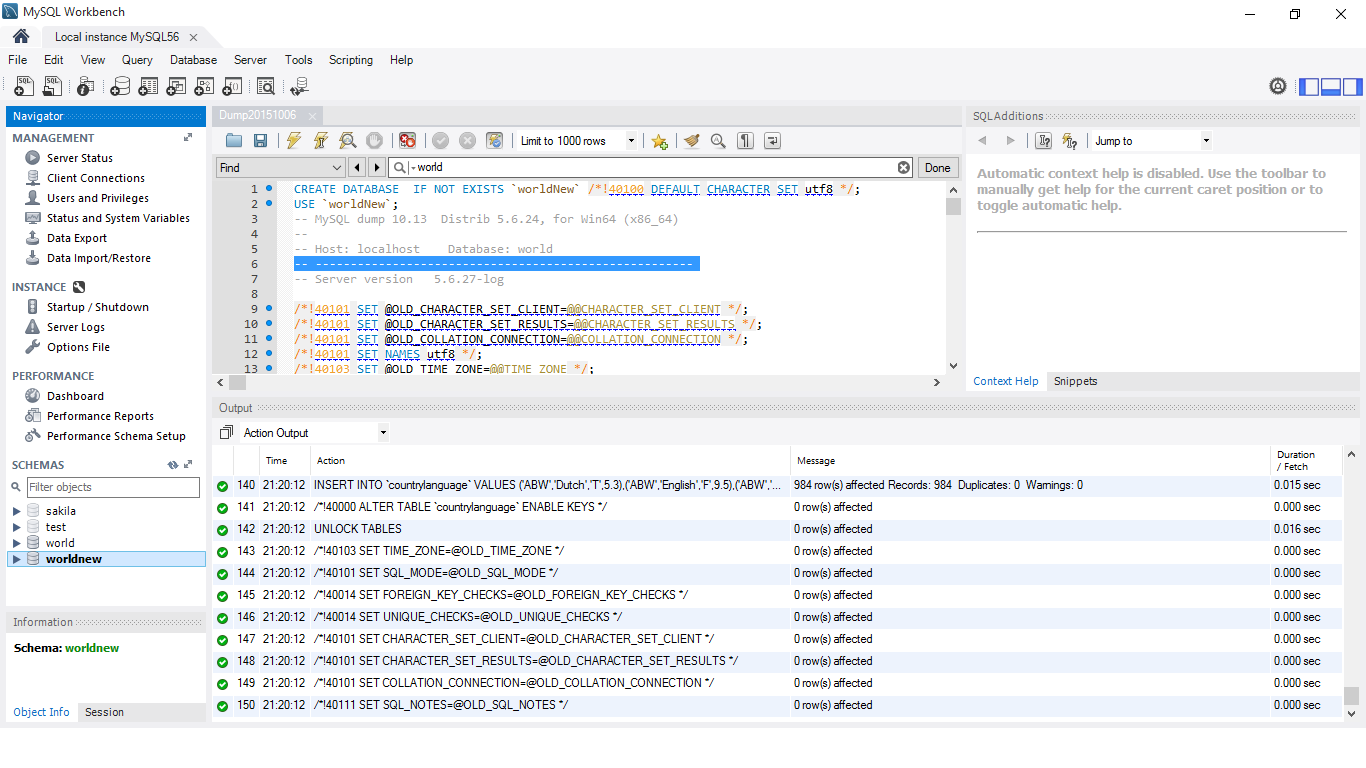 MySQL Workbench
Local instance MySQL56
File Edit View Query Database Server Tools Scripting Help
Navigator
MANAGEMENT
Server Status
Client Connections
Users and Privileges
Status and System Variables
Data Export
Data Import/Restore
INSTANCE
Startup / Shutdown
Server Logs
Options File
PERFORMANCE
Dashboard
Performance Reports
Performance Schema Setup
SCHEMAS
Filter objects
sakila
test
world
worldnew
Information
Schema: worldnew
Object Info Session
Dump20151006
Limit to 1000 rows
Find world Done
1 CREATE DATABASE  IF NOT EXISTS `worldNew` /*!40100 DEFAULT CHARACTER SET utf8 */;
2 USE `worldNew`;
3 -- MySQL dump 10.13  Distrib 5.6.24, for Win64 (x86_64)
4 --
5 -- Host: localhost    Database: world
6 -- ------------------------------------------------------
7 -- Server version	5.6.27-log
8
9 /*!40101 SET @OLD_CHARACTER_SET_CLIENT=@@CHARACTER_SET_CLIENT */;
10 /*!40101 SET @OLD_CHARACTER_SET_RESULTS=@@CHARACTER_SET_RESULTS */;
11 /*!40101 SET @OLD_COLLATION_CONNECTION=@@COLLATION_CONNECTION */;
12 /*!40101 SET NAMES utf8 */;
13 /*!40103 SET @OLD_TIME_ZONE=@@TIME_ZONE */;
SQLAdditions
Jump to
Automatic context help is disabled. Use the toolbar to
manually get help for the current caret position or to
toggle automatic help.
Context Help Snippets
Output
Action Output
Time Action Message Duration / Fetch
140 21:20:12 INSERT INTO `countrylanguage` VALUES ('ABW','Dutch','T',5.3),('ABW','English','F',9.5),('ABW','... 984 row(s) affected Records: 984  Duplicates: 0  Warnings: 0 0.015 sec
141 21:20:12 /*!40000 ALTER TABLE `countrylanguage` ENABLE KEYS */ 0 row(s) affected 0.000 sec
142 21:20:12 UNLOCK TABLES 0 row(s) affected 0.016 sec
143 21:20:12 /*!40103 SET TIME_ZONE=@OLD_TIME_ZONE */ 0 row(s) affected 0.000 sec
144 21:20:12 /*!40101 SET SQL_MODE=@OLD_SQL_MODE */ 0 row(s) affected 0.000 sec
145 21:20:12 /*!40014 SET FOREIGN_KEY_CHECKS=@OLD_FOREIGN_KEY_CHECKS */ 0 row(s) affected 0.000 sec
146 21:20:12 /*!40014 SET UNIQUE_CHECKS=@OLD_UNIQUE_CHECKS */ 0 row(s) affected 0.000 sec
147 21:20:12 /*!40101 SET CHARACTER_SET_CLIENT=@OLD_CHARACTER_SET_CLIENT */ 0 row(s) affected 0.000 sec
148 21:20:12 /*!40101 SET CHARACTER_SET_RESULTS=@OLD_CHARACTER_SET_RESULTS */ 0 row(s) affected 0.000 sec
149 21:20:12 /*!40101 SET COLLATION_CONNECTION=@OLD_COLLATION_CONNECTION */ 0 row(s) affected 0.000 sec
150 21:20:12 /*!40111 SET SQL_NOTES=@OLD_SQL_NOTES */ 0 row(s) affected 0.000 sec